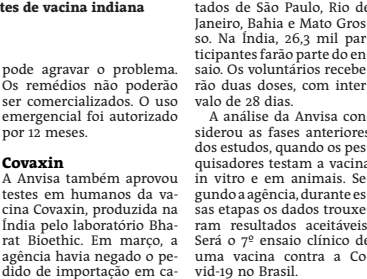 tes de vacina indiana
pode agravar o problema.
Os remédios não poderão
ser comercializados. O uso
emergencial foi autorizado
por 12 meses.
Covaxin
A Anvisa também aprovou
testes em humanos da va-
cina Covaxin, produzida na
Índia pelo laboratório Bha-
rat Bioethic. Em março, a
agência havia negado o pe-
dido de importação em ca-
tados de São Paulo, Rio de
Janeiro, Bahia e Mato Gros-
so. Na Índia, 26,3 mil par-
ticipantes farão parte do en-
saio. Os voluntários recebe-
rão duas doses, com inter-
valo de 28 dias.
A análise da Anvisa con-
siderou as fases anteriores
dos estudos, quando os pes-
quisadores testam a vacina
in vitro e em animais. Se-
gundo a agência, durante es-
sas etapas os dados trouxe-
ram resultados aceitáveis.
Será o 7º ensaio clínico de
uma vacina contra a Co-
vid-19 no Brasil.